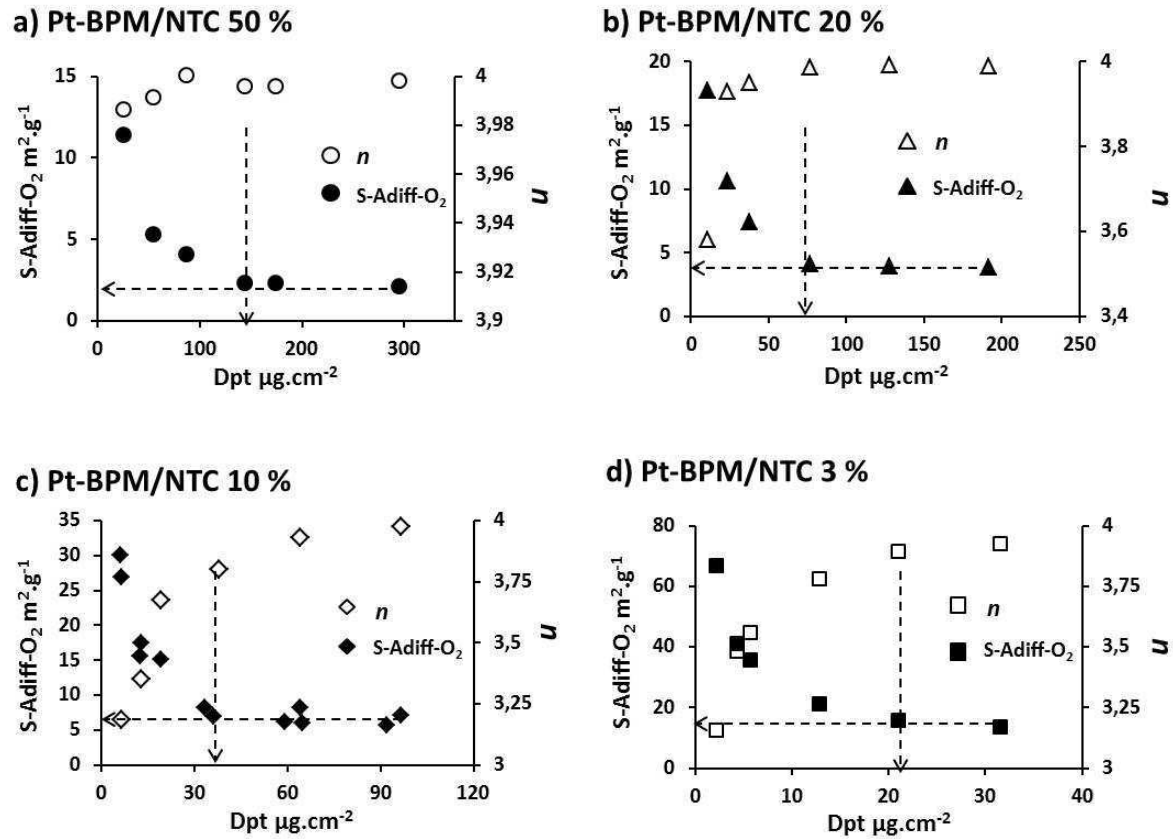 a) Pt-BPM/NTC 50 %
S-Adiff-O₂ m².g⁻¹
15
10
5
0
4
3,98
3,96
3,94
3,92
3,9
n
n
S-Adiff-O₂
0 100 200 300
Dpt µg.cm⁻²
b) Pt-BPM/NTC 20 %
S-Adiff-O₂ m².g⁻¹
20
15
10
5
0
4
3,8
3,6
3,4
n
n
S-Adiff-O₂
0 50 100 150 200 250
Dpt µg.cm⁻²
c) Pt-BPM/NTC 10 %
S-Adiff-O₂ m².g⁻¹
35
30
25
20
15
10
5
0
4
3,75
3,5
3,25
3
n
n
S-Adiff-O₂
0 30 60 90 120
Dpt µg.cm⁻²
d) Pt-BPM/NTC 3 %
S-Adiff-O₂ m².g⁻¹
80
60
40
20
0
4
3,75
3,5
3,25
3
n
n
S-Adiff-O₂
0 10 20 30 40
Dpt µg.cm⁻²